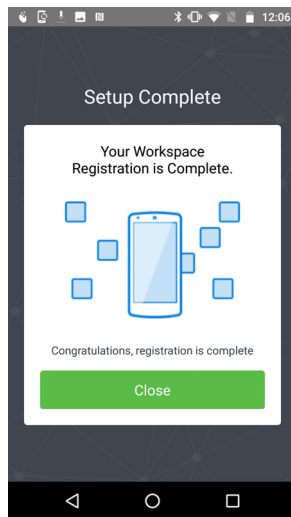 12:06
Setup Complete
Your Workspace
Registration is Complete.
Congratulations, registration is complete
Close